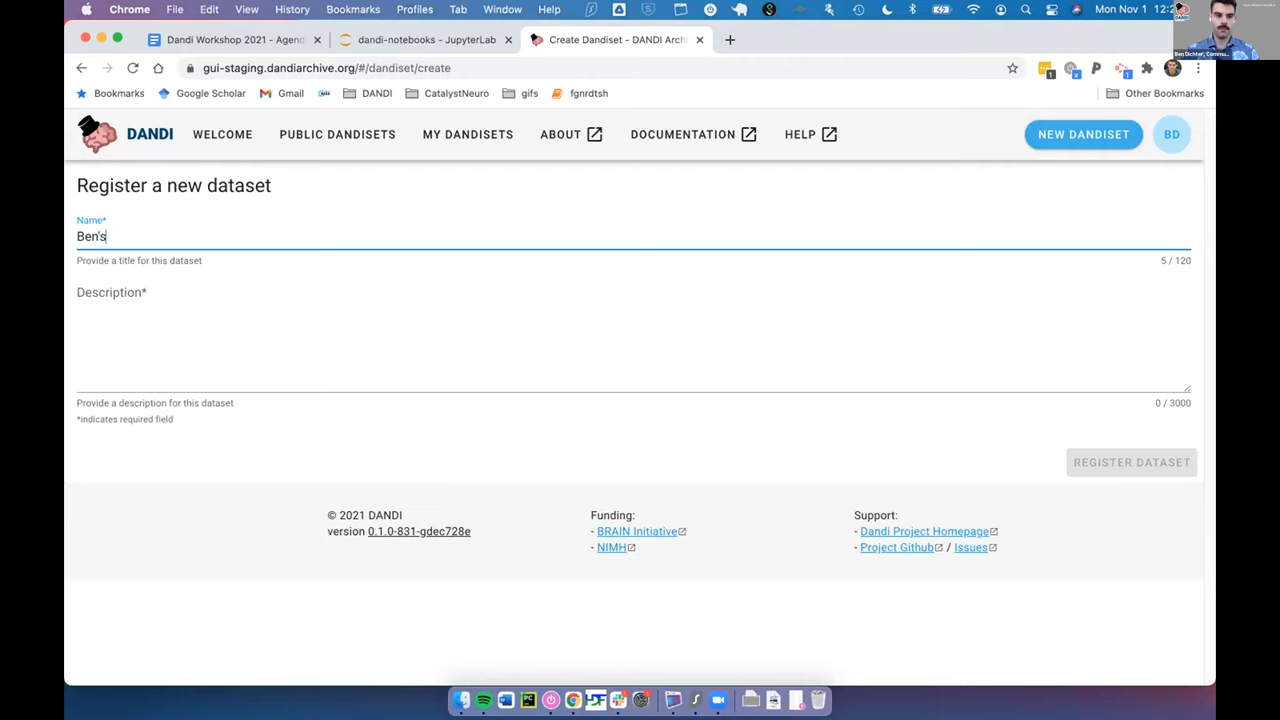 Chrome File Edit View History Bookmarks Profiles Tab Window Help Mon Nov 1
Dandi Workshop 2021 - Agen dandi-notebooks - JupyterLab Create Dandiset - DANDI Arch
gui-staging.dandiarchive.org/#/dandiset/create
Bookmarks Google Scholar Gmail DANDI CatalystNeuro gifs fgnrdtsh Other Bookmarks
DANDI WELCOME PUBLIC DANDISETS MY DANDISETS ABOUT DOCUMENTATION HELP NEW DANDISET BD
Register a new dataset
Name*
Ben's
Provide a title for this dataset 5 / 120
Description*
Provide a description for this dataset 0 / 3000
*indicates required field
REGISTER DATASET
© 2021 DANDI
version 0.1.0-831-gdec728e
Funding:
- BRAIN Initiative
- NIMH
Support:
- Dandi Project Homepage
- Project Github / Issues